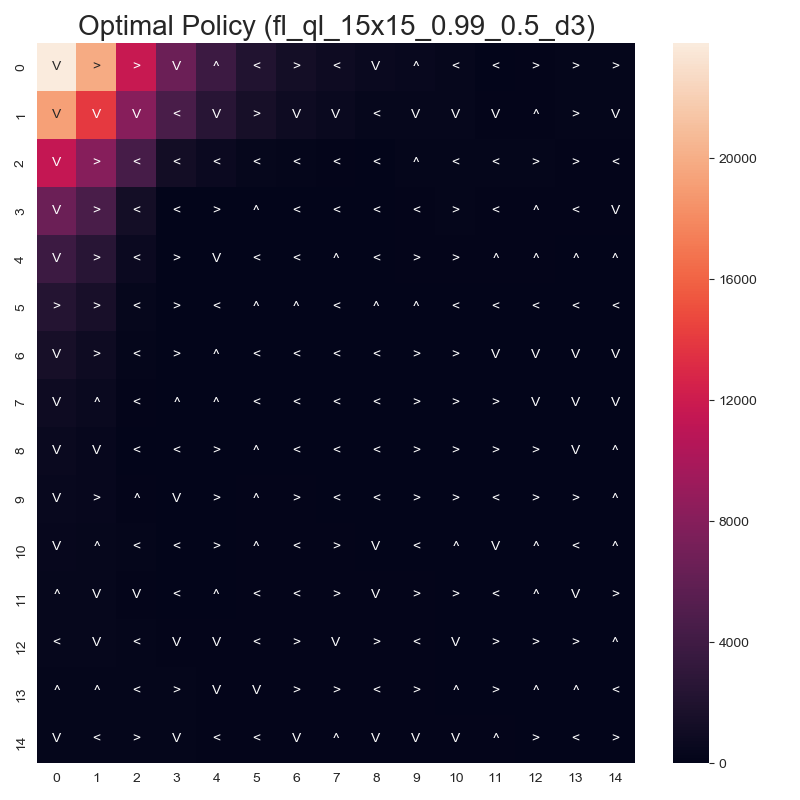 Optimal Policy (fl_ql_15x15_0.99_0.5_d3)
0 V > > V ^ < > < V ^ < < > > >
1 V V V < V > V V < V V V ^ > V
2 V > < < < < < < < ^ < < > > <
3 V > < < > ^ < < < < > < ^ < V
4 V > < > V < < ^ < > > ^ ^ ^ ^
5 > > < > < ^ ^ < ^ ^ < < < < <
6 V > < > ^ < < < < > > V V V V
7 V ^ < ^ ^ < < < < > > > V V V
8 V V < < > ^ < < > > > > > V ^
9 V > ^ V > ^ > < < > > < > > ^
10 V ^ < < > ^ < > V < ^ V ^ < ^
11 ^ V V < ^ < < > V > > < ^ V >
12 < V < V V < > V > < V > > > ^
13 ^ ^ < > V V > > < > ^ > ^ ^ <
14 V < > V < < V ^ V V V ^ > < >
0 1 2 3 4 5 6 7 8 9 10 11 12 13 14
20000
16000
12000
8000
4000
0